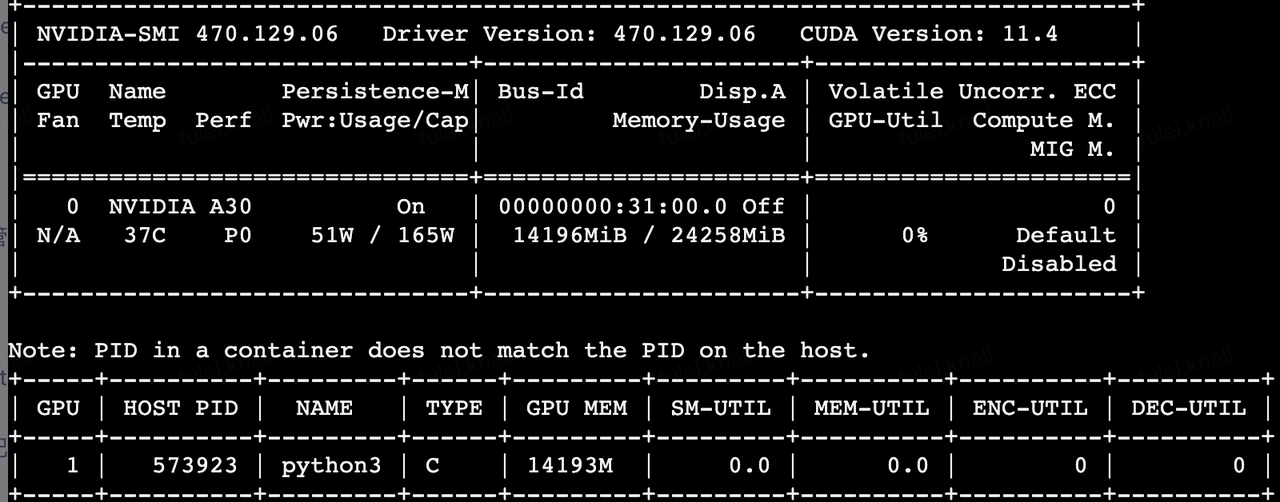 NVIDIA-SMI 470.129.06 Driver Version: 470.129.06 CUDA Version: 11.4
GPU Name Persistence-M| Bus-Id Disp.A | Volatile Uncorr. ECC
Fan Temp Perf Pwr:Usage/Cap| Memory-Usage | GPU-Util Compute M.
MIG M.
0 NVIDIA A30 On | 00000000:31:00.0 Off | 0
N/A 37C P0 51W / 165W | 14196MiB / 24258MiB | 0% Default
Disabled
Note: PID in a container does not match the PID on the host.
| GPU | HOST PID | NAME | TYPE | GPU MEM | SM-UTIL | MEM-UTIL | ENC-UTIL | DEC-UTIL |
| 1 | 573923 | python3 | C | 14193M | 0.0 | 0.0 | 0 | 0 |